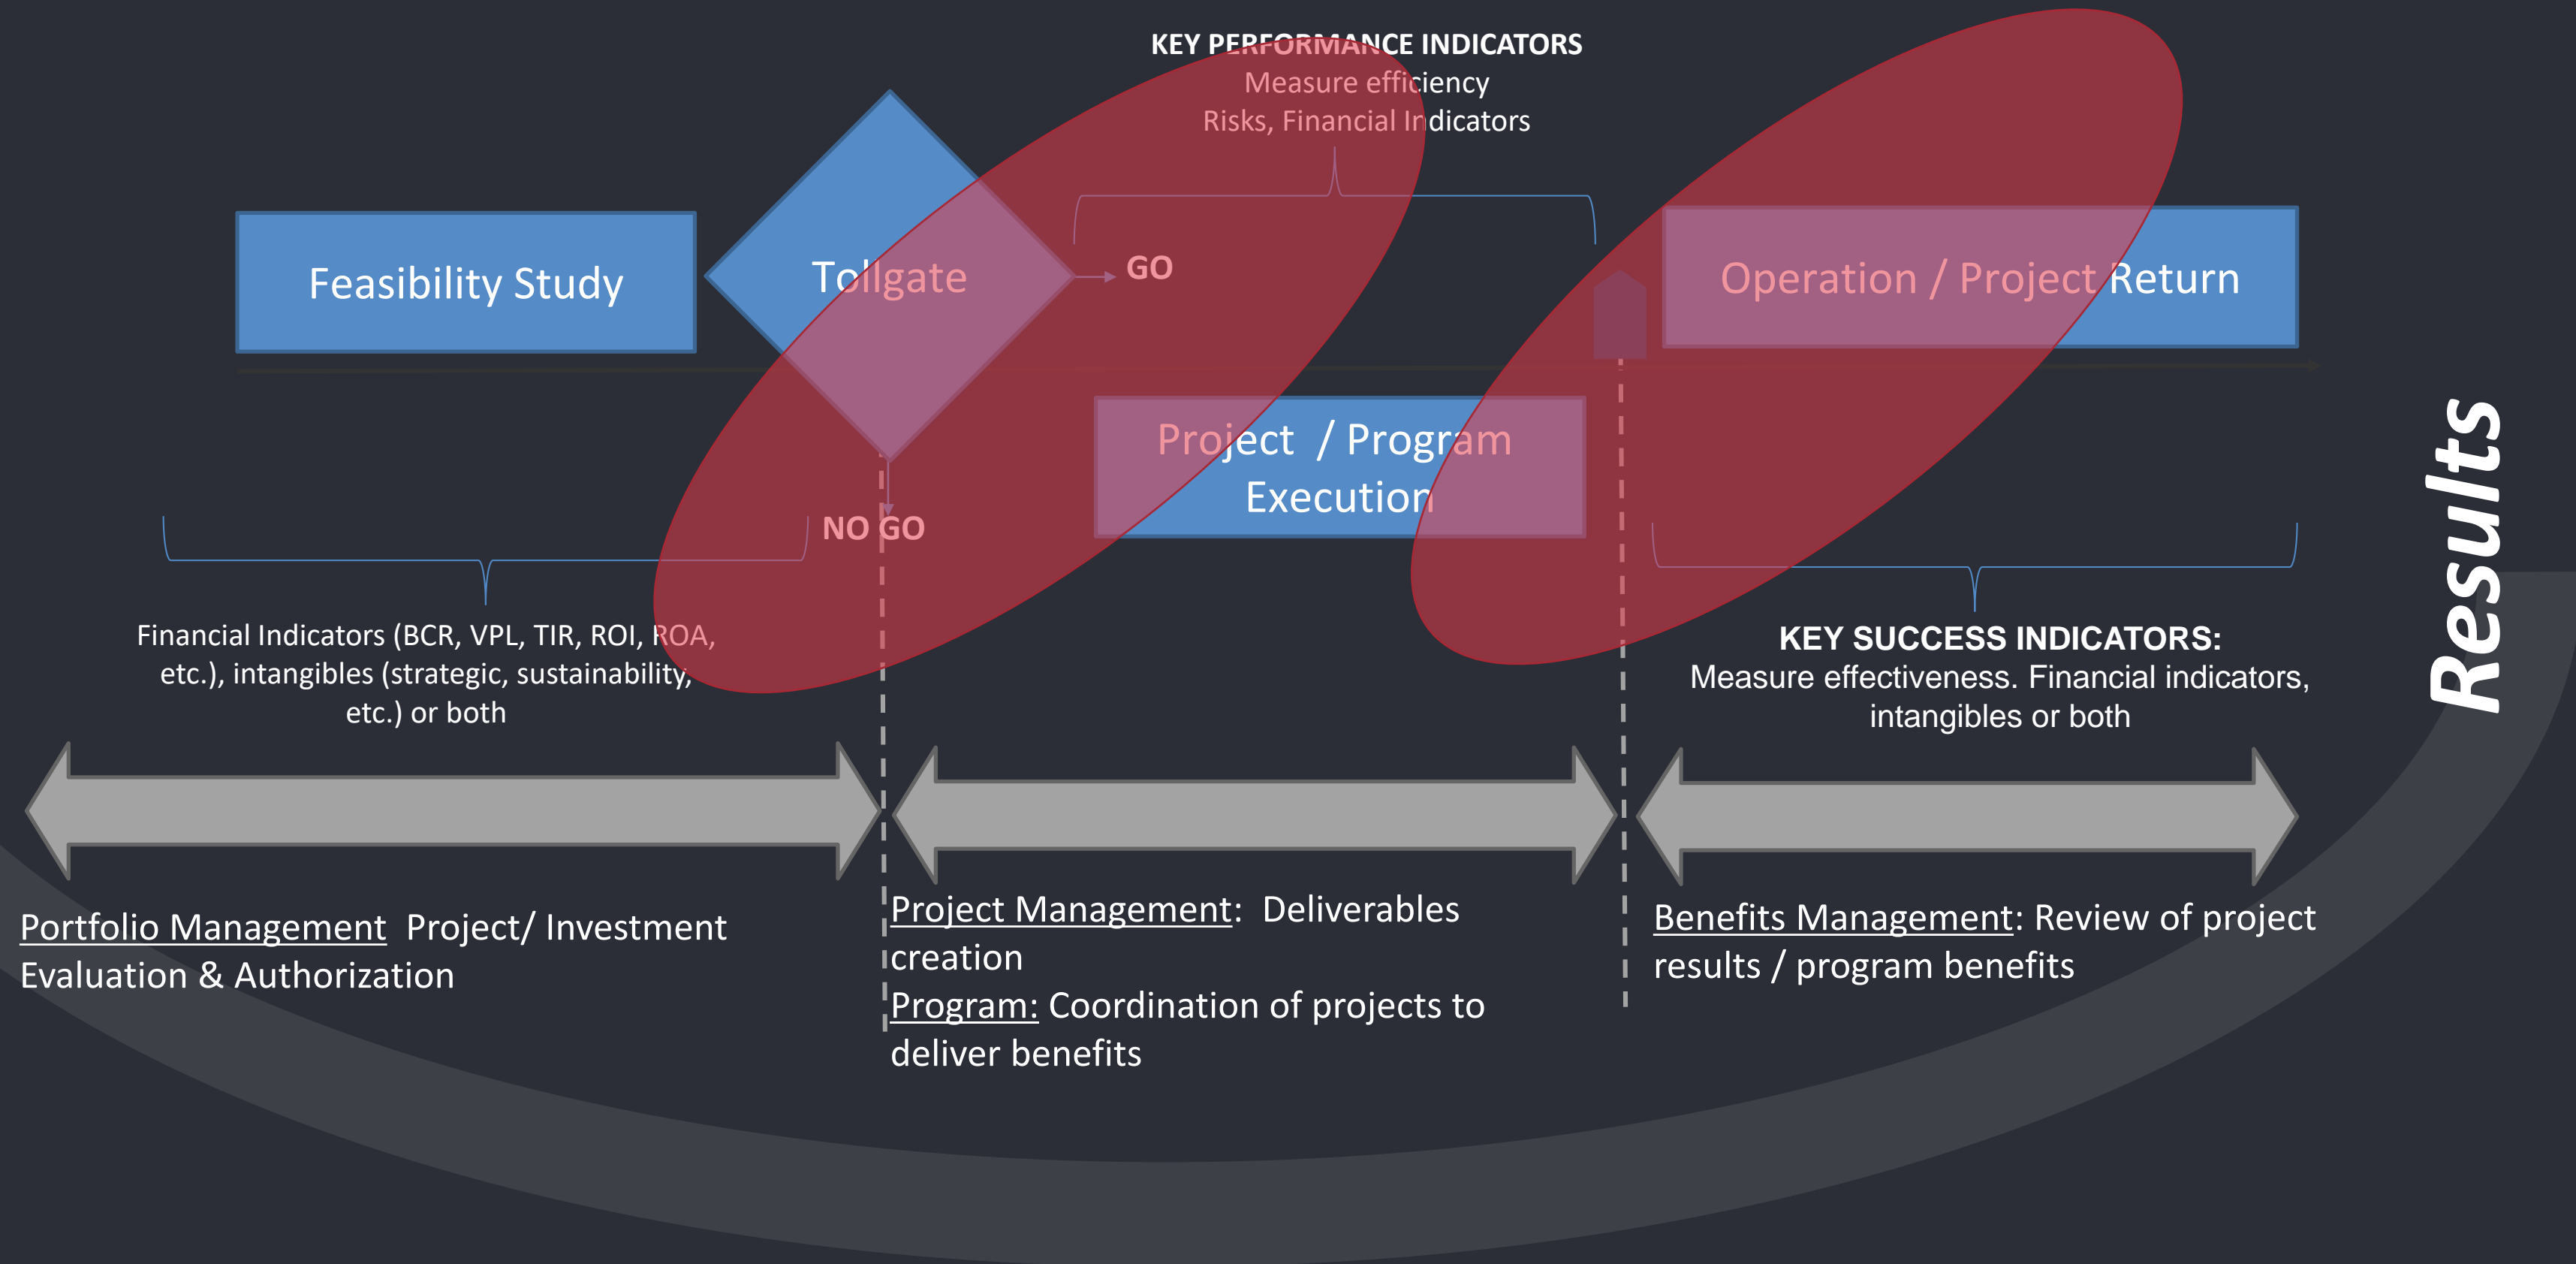 KEY PERFORMANCE INDICATORS
Measure efficiency
Risks, Financial Indicators
Feasibility Study
Tollgate
GO
NO GO
Project / Program
Execution
Operation / Project Return
Results
Financial Indicators (BCR, VPL, TIR, ROI, ROA,
etc.), intangibles (strategic, sustainability,
etc.) or both
KEY SUCCESS INDICATORS:
Measure effectiveness. Financial indicators,
intangibles or both
Portfolio Management Project/ Investment
Evaluation & Authorization
Project Management: Deliverables
creation
Program: Coordination of projects to
deliver benefits
Benefits Management: Review of project
results / program benefits